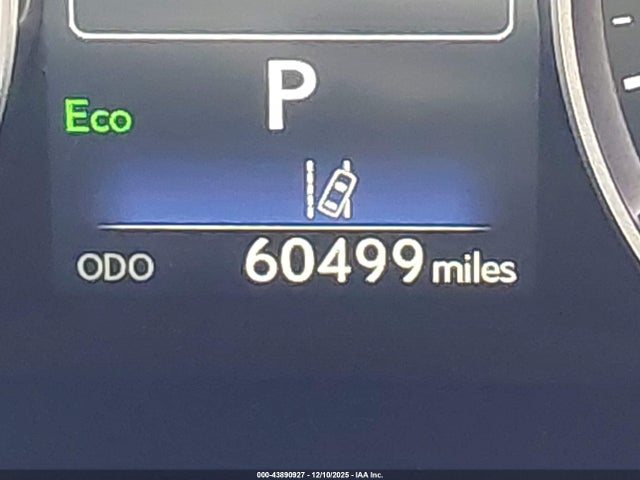 P
Eco
ODO 60499 miles
000-43890927 - 12/10/2025 - IAA Inc.